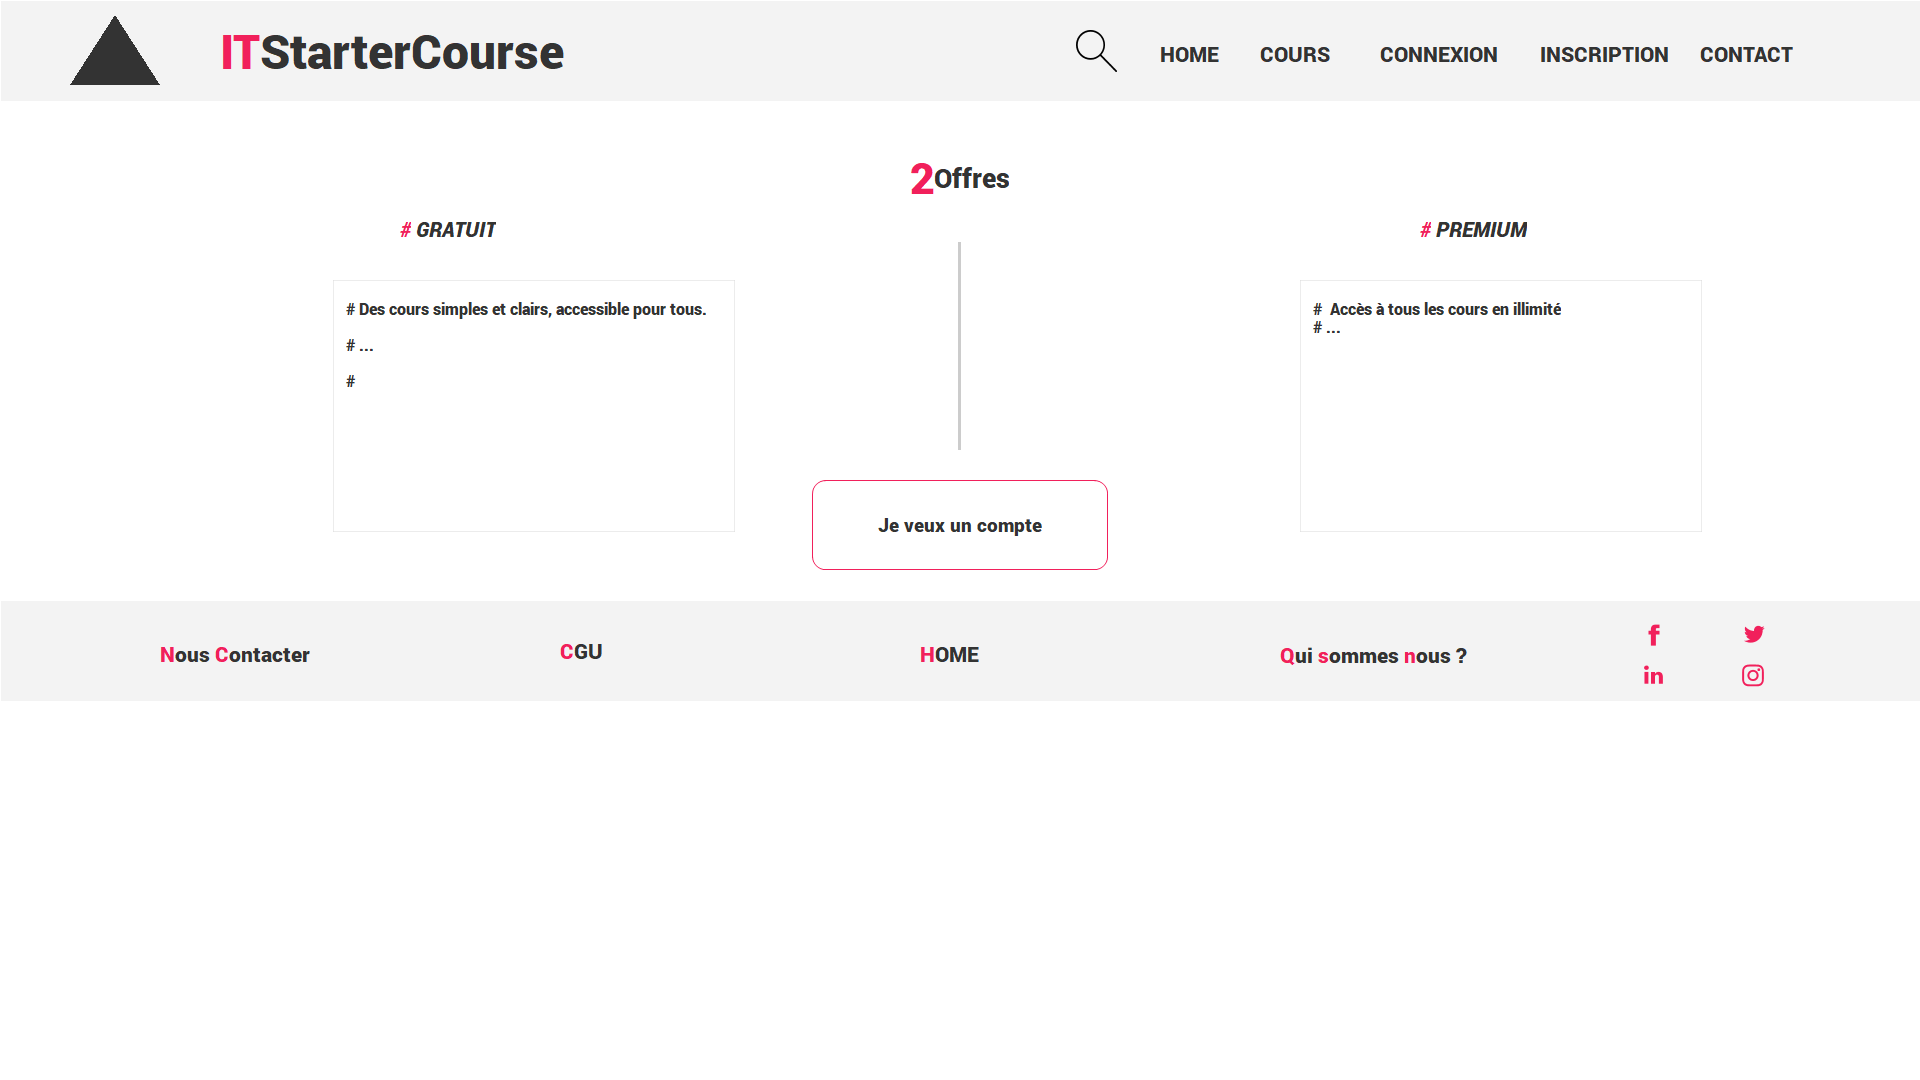 ITStarterCourse
HOME COURS CONNEXION INSCRIPTION CONTACT
2Offres
# GRATUIT
# PREMIUM
# Des cours simples et clairs, accessible pour tous.
# ...
#
#  Accès à tous les cours en illimité
# ...
Je veux un compte
Nous Contacter
CGU
HOME
Qui sommes nous ?